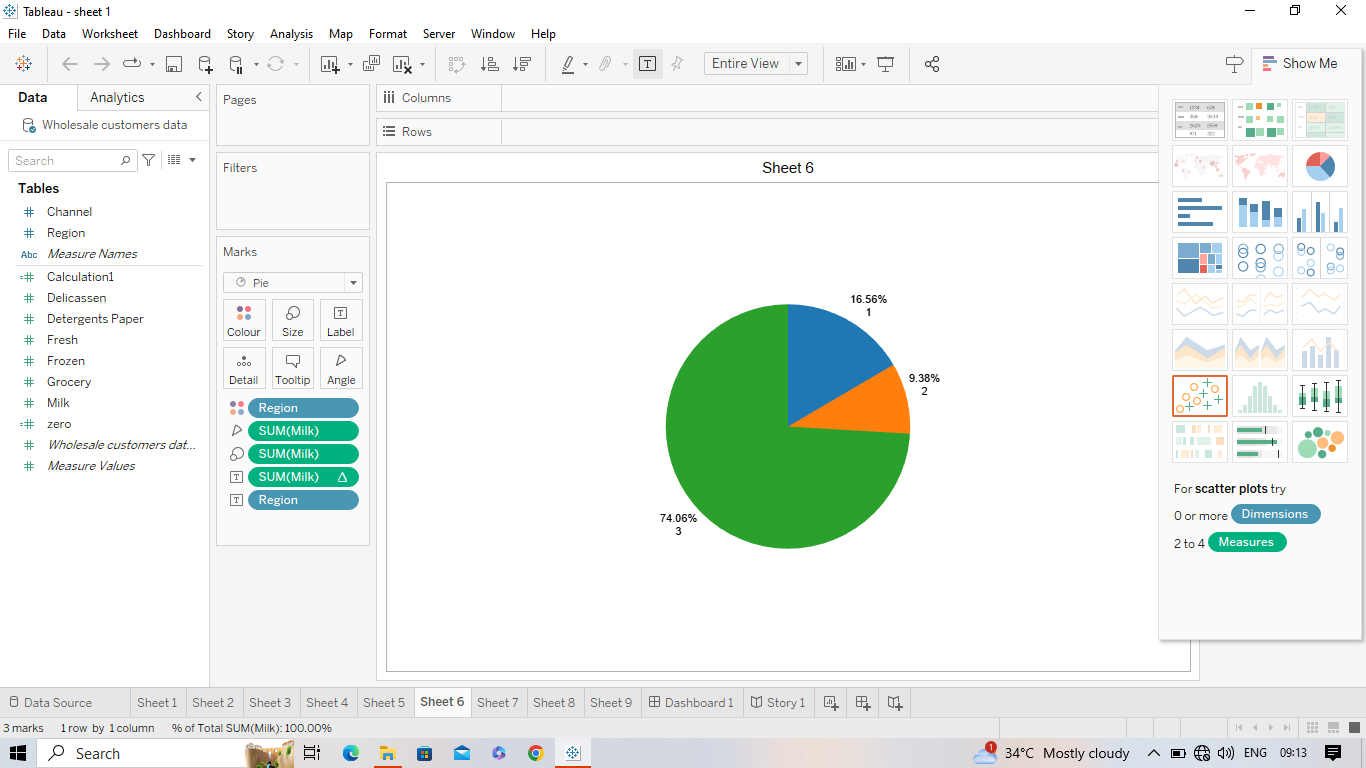 Tableau - sheet 1
File Data Worksheet Dashboard Story Analysis Map Format Server Window Help
Entire View
Show Me
Data Analytics
Wholesale customers data
Search
Tables
Channel
Region
Abc Measure Names
Calculation1
Delicassen
Detergents Paper
Fresh
Frozen
Grocery
Milk
zero
Wholesale customers dat...
Measure Values
Pages
Filters
Marks
Pie
Colour Size Label
Detail Tooltip Angle
Region
SUM(Milk)
SUM(Milk)
SUM(Milk)
Region
Columns
Rows
Sheet 6
16.56%
1
9.38%
2
74.06%
3
For scatter plots try
0 or more Dimensions
2 to 4 Measures
Data Source Sheet 1 Sheet 2 Sheet 3 Sheet 4 Sheet 5 Sheet 6 Sheet 7 Sheet 8 Sheet 9 Dashboard 1 Story 1
3 marks 1 row by 1 column % of Total SUM(Milk): 100.00%
Search
1
34°C Mostly cloudy
ENG
09:13